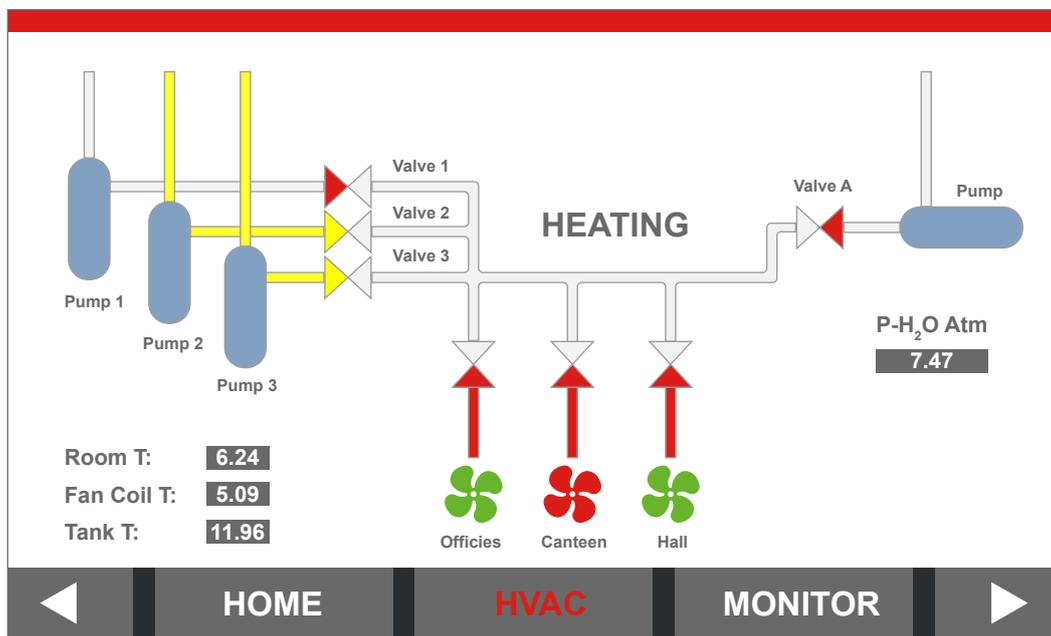 Valve 1
Valve 2
Valve 3
HEATING
Valve A
Pump
Pump 1
Pump 2
Pump 3
P-H₂O Atm
7.47
Room T: 6.24
Fan Coil T: 5.09
Tank T: 11.96
Officies Canteen Hall
HOME HVAC MONITOR